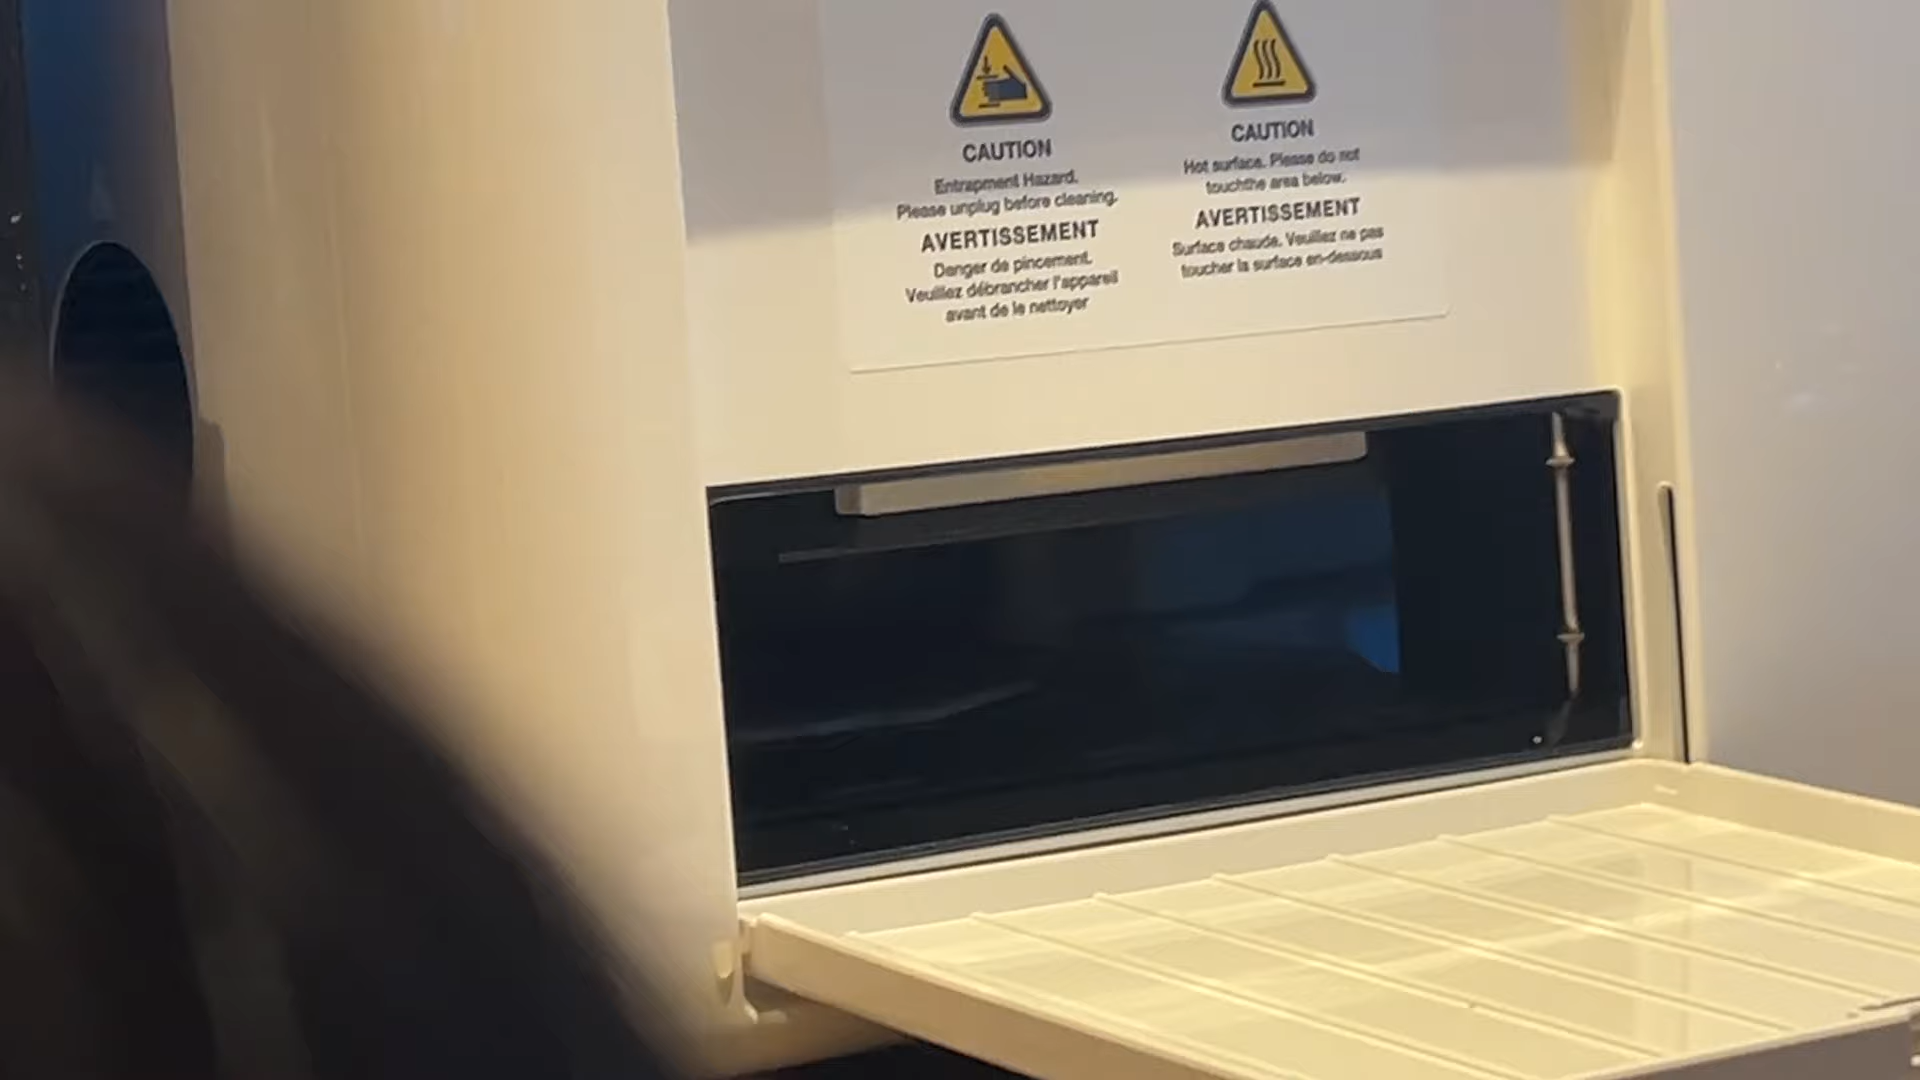 CAUTION
Entrapment Hazard.
Please unplug before cleaning.
AVERTISSEMENT
Danger de pincement.
Veuillez débrancher l'appareil
avant de le nettoyer
CAUTION
Hot surface. Please do not
touchthe area below.
AVERTISSEMENT
Surface chaude. Veuillez ne pas
toucher la surface en-dessous